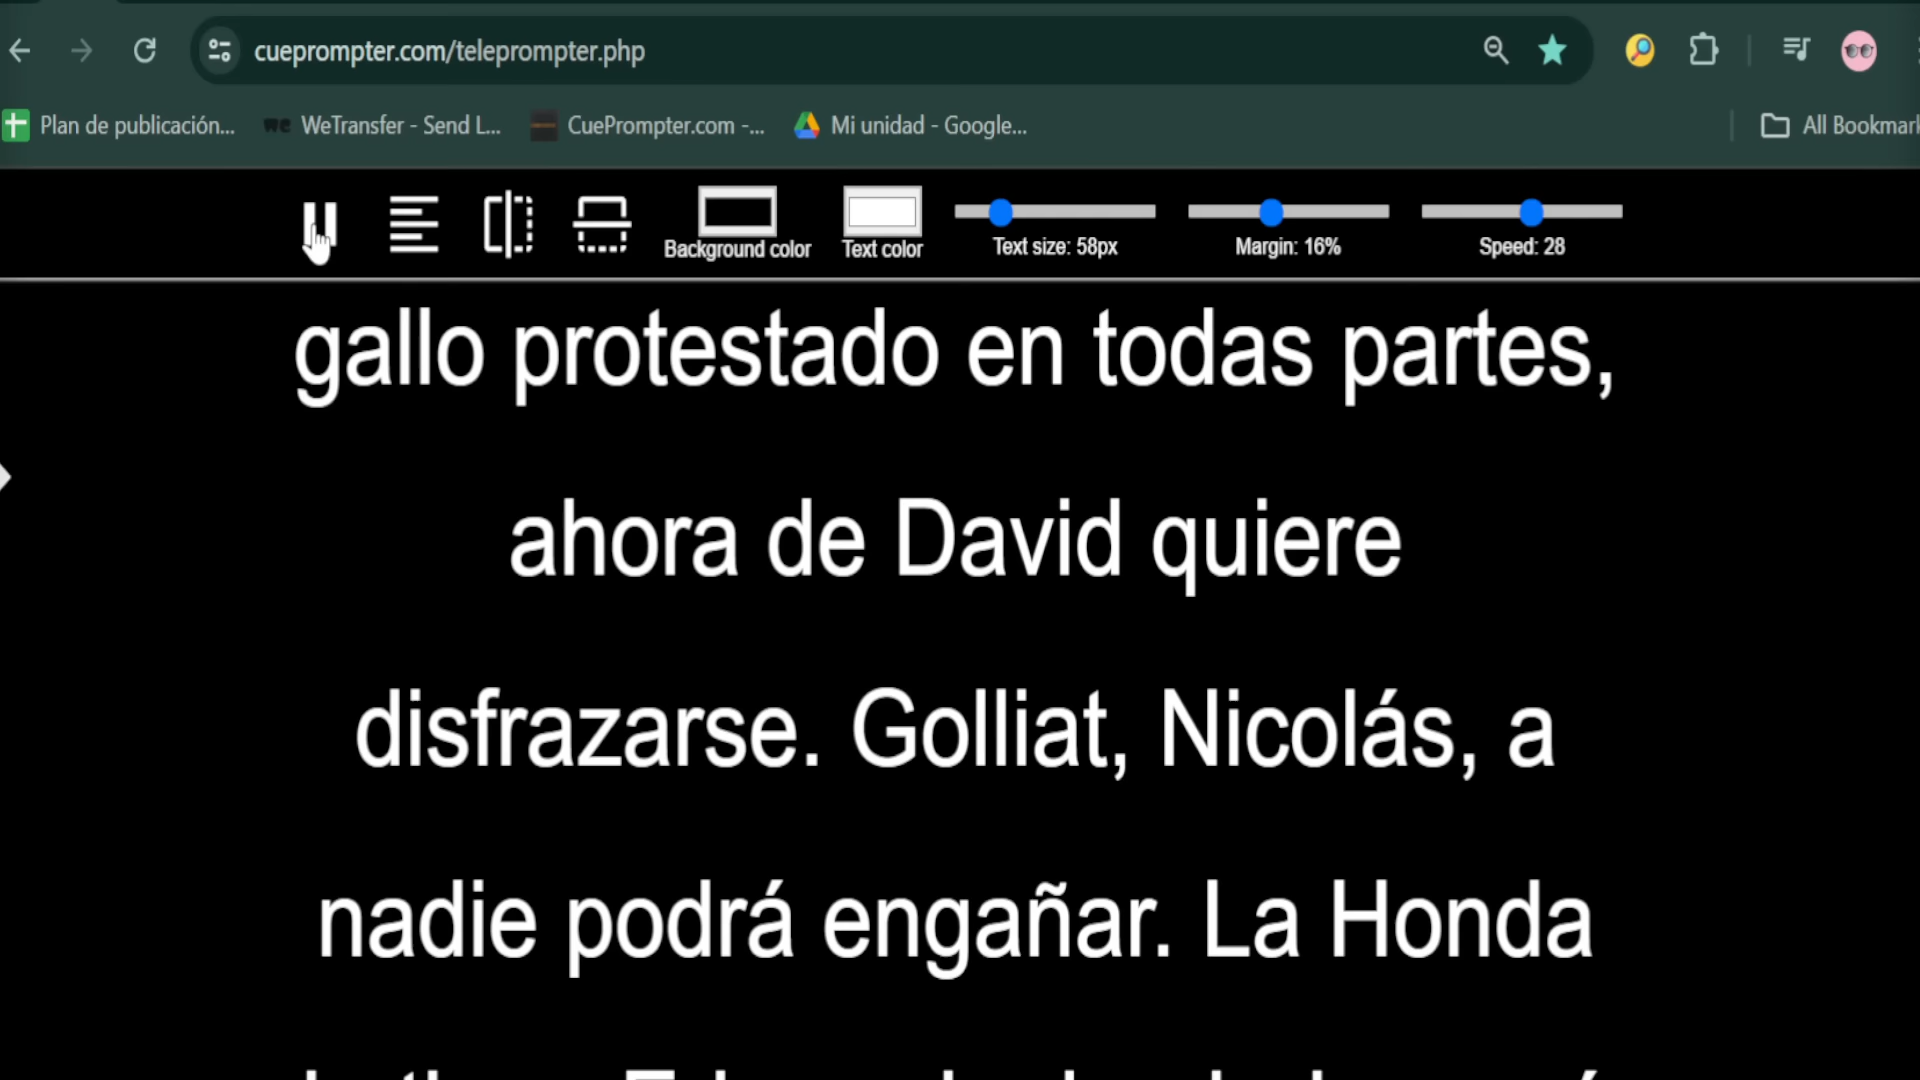 cueprompter.com/teleprompter.php
Plan de publicación... WeTransfer - Send L... CuePrompter.com -... Mi unidad - Google... All Bookmark
Background color Text color Text size: 58px Margin: 16% Speed: 28
gallo protestado en todas partes,
ahora de David quiere
disfrazarse. Golliat, Nicolás, a
nadie podrá engañar. La Honda